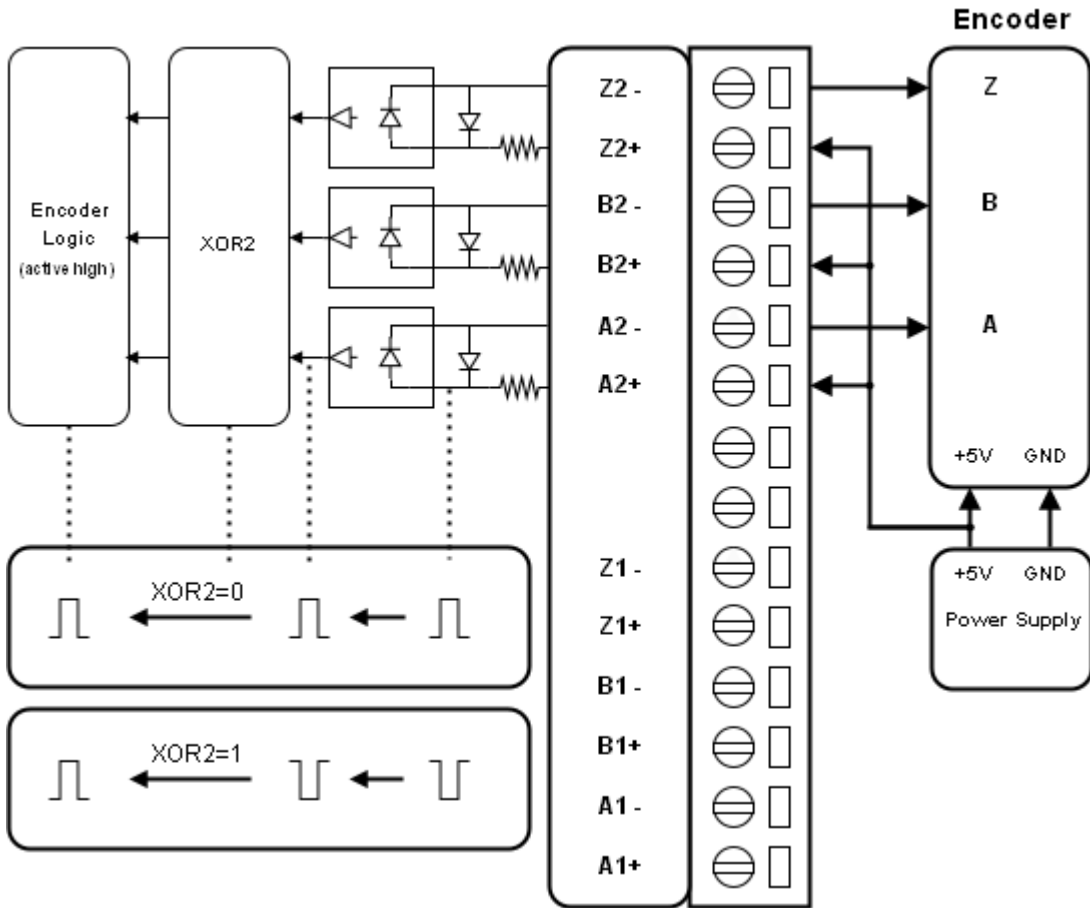 Encoder
Encoder
Logic
(active high)
XOR2
Z2 -
Z2+
B2 -
B2+
A2 -
A2+
Z1 -
Z1+
B1 -
B1+
A1 -
A1+
Z
B
A
+5V GND
+5V GND
Power Supply
XOR2=0
XOR2=1